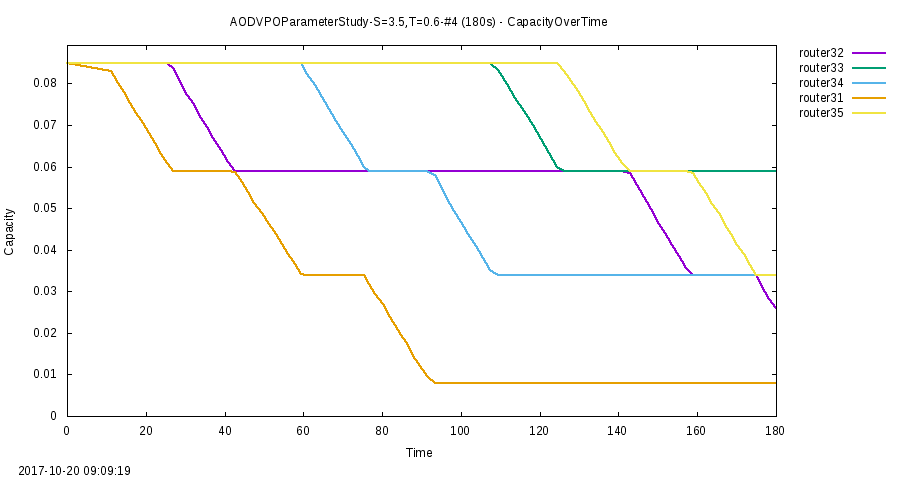 AODVPOParameterStudy-S=3.5,T=0.6-#4 (180s) - CapacityOverTime
router32
router33
router34
router31
router35
0.08
0.07
0.06
0.05
0.04
0.03
0.02
0.01
0
Capacity
0 20 40 60 80 100 120 140 160 180
Time
2017-10-20 09:09:19